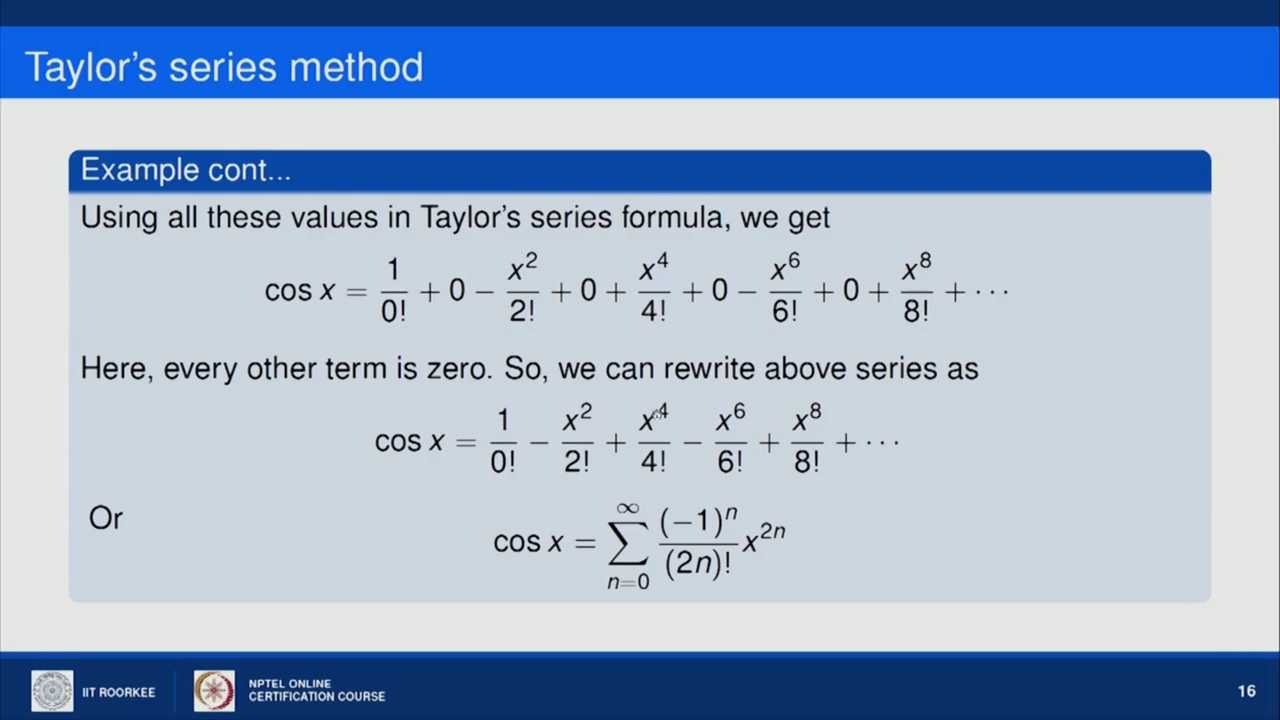 Taylor's series method
Example cont...
Using all these values in Taylor's series formula, we get
cos x = 1/0! + 0 − x^2/2! + 0 + x^4/4! + 0 − x^6/6! + 0 + x^8/8! + ···
Here, every other term is zero. So, we can rewrite above series as
cos x = 1/0! − x^2/2! + x^4/4! − x^6/6! + x^8/8! + ···
Or
cos x = ∑_{n=0}^{∞} (−1)^n/(2n)! x^{2n}
IIT ROORKEE
NPTEL ONLINE
CERTIFICATION COURSE
16